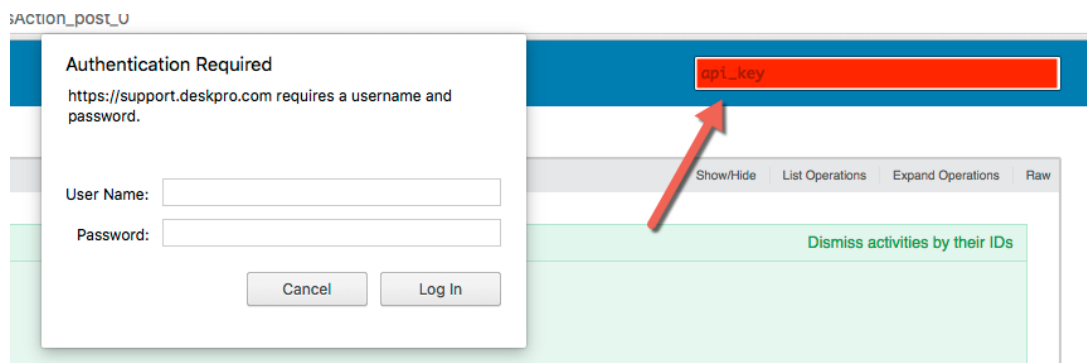 sAction_post_0
Authentication Required
https://support.deskpro.com requires a username and
password.
User Name:
Password:
Cancel
Log In
api_key
Show/Hide
List Operations
Expand Operations
Raw
Dismiss activities by their IDs